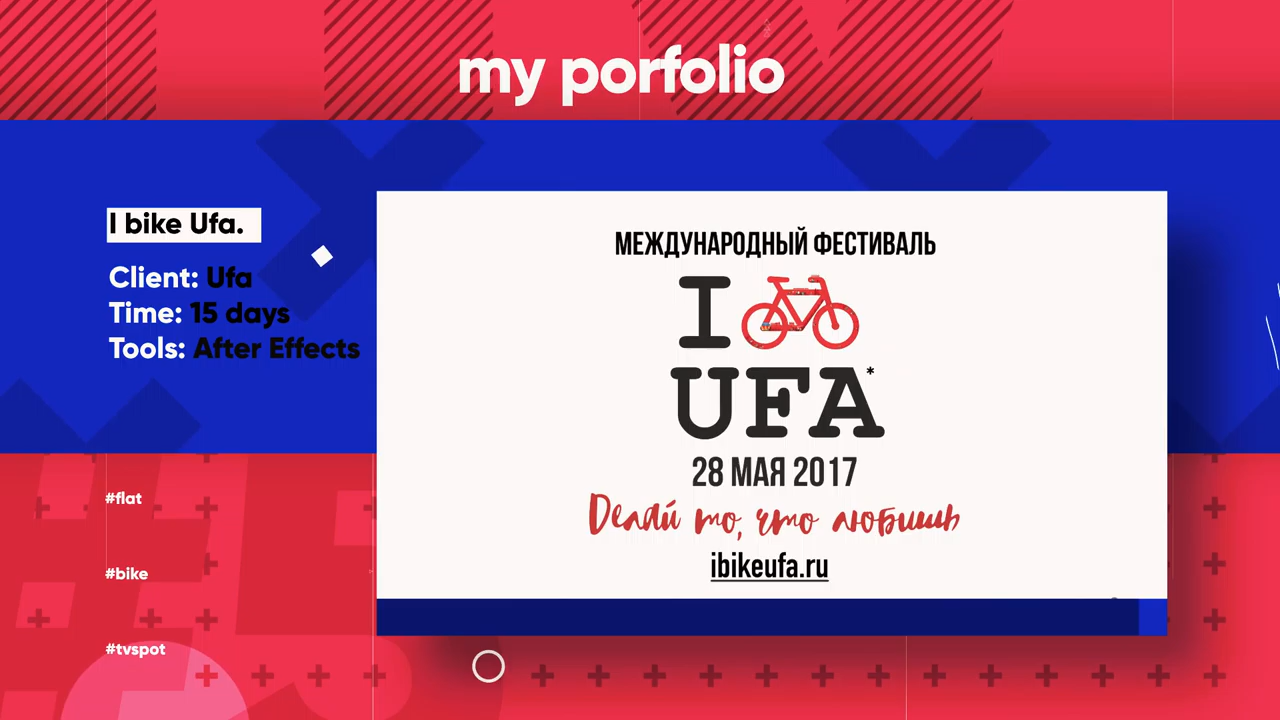 my porfolio
I bike Ufa.
Client: Ufa
Time: 15 days
Tools: After Effects
#flat
#bike
#tvspot
МЕЖДУНАРОДНЫЙ ФЕСТИВАЛЬ
I
UFA*
28 МАЯ 2017
Делай то, что любишь
ibikeufa.ru